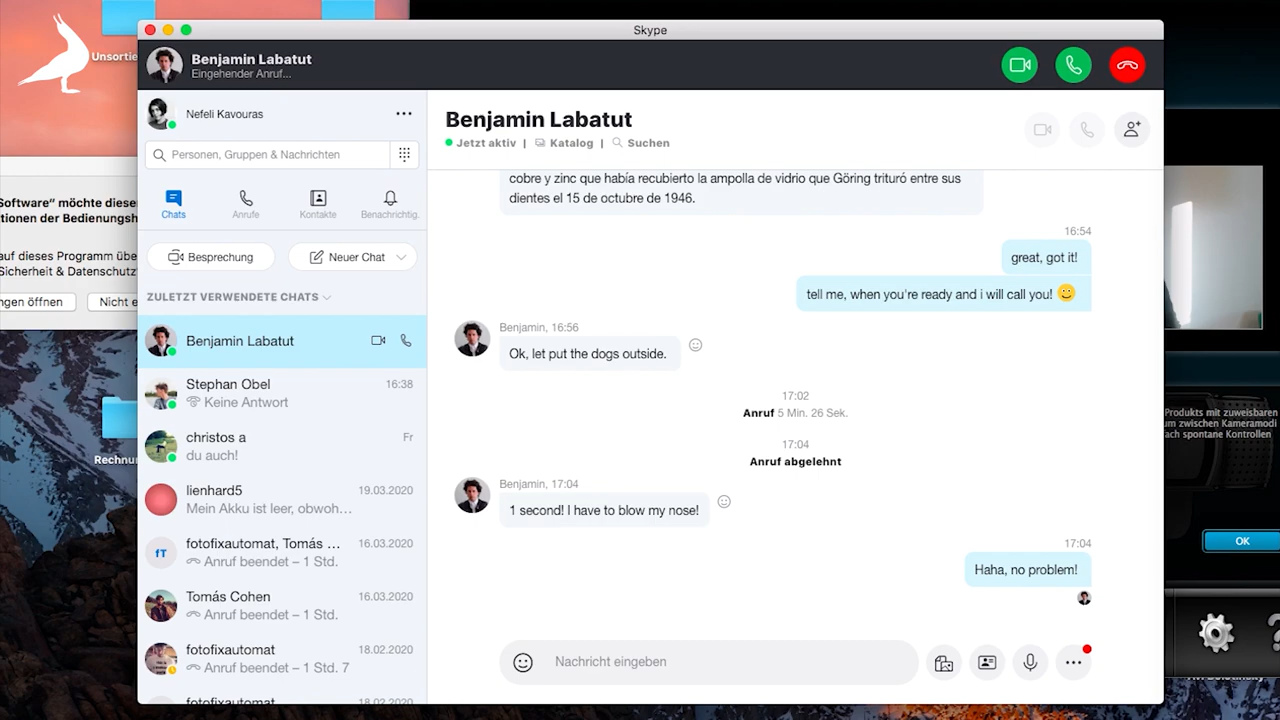 Skype
Unsortie
Benjamin Labatut
Eingehender Anruf...
Nefeli Kavouras
Personen, Gruppen & Nachrichten
Chats
Anrufe
Kontakte
Benachrichtig.
Besprechung
Neuer Chat
ZULETZT VERWENDETE CHATS
Benjamin Labatut
Stephan Obel
16:38
Keine Antwort
christos a
Fr
du auch!
lienhard5
19.03.2020
Mein Akku ist leer, obwoh…
fT
fotofixautomat, Tomás …
16.03.2020
Anruf beendet – 1 Std.
Tomás Cohen
16.03.2020
Anruf beendet – 1 Std.
fotofixautomat
18.02.2020
Anruf beendet – 1 Std. 7
fotofixautomat
18.02.2020
Benjamin Labatut
Jetzt aktiv | Katalog | Suchen
cobre y zinc que había recubierto la ampolla de vidrio que Göring trituró entre sus
dientes el 15 de octubre de 1946.
16:54
great, got it!
tell me, when you're ready and i will call you!
Benjamin, 16:56
Ok, let put the dogs outside.
17:02
Anruf 5 Min. 26 Sek.
17:04
Anruf abgelehnt
Benjamin, 17:04
1 second! I have to blow my nose!
17:04
Haha, no problem!
Nachricht eingeben
Software“ möchte diese
tionen der Bedienungsh
auf dieses Programm übe
Sicherheit & Datenschutz
ngen öffnen
Nicht e
Rechnu
Produkts mit zuweisbaren
um zwischen Kameramodi
ach spontane Kontrollen
OK